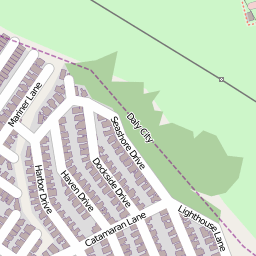 Mariner Lane
Daly City
Seashore Drive
Dockside Drive
Haven Drive
Harbor Drive
Catamaran Lane
Lighthouse Lane